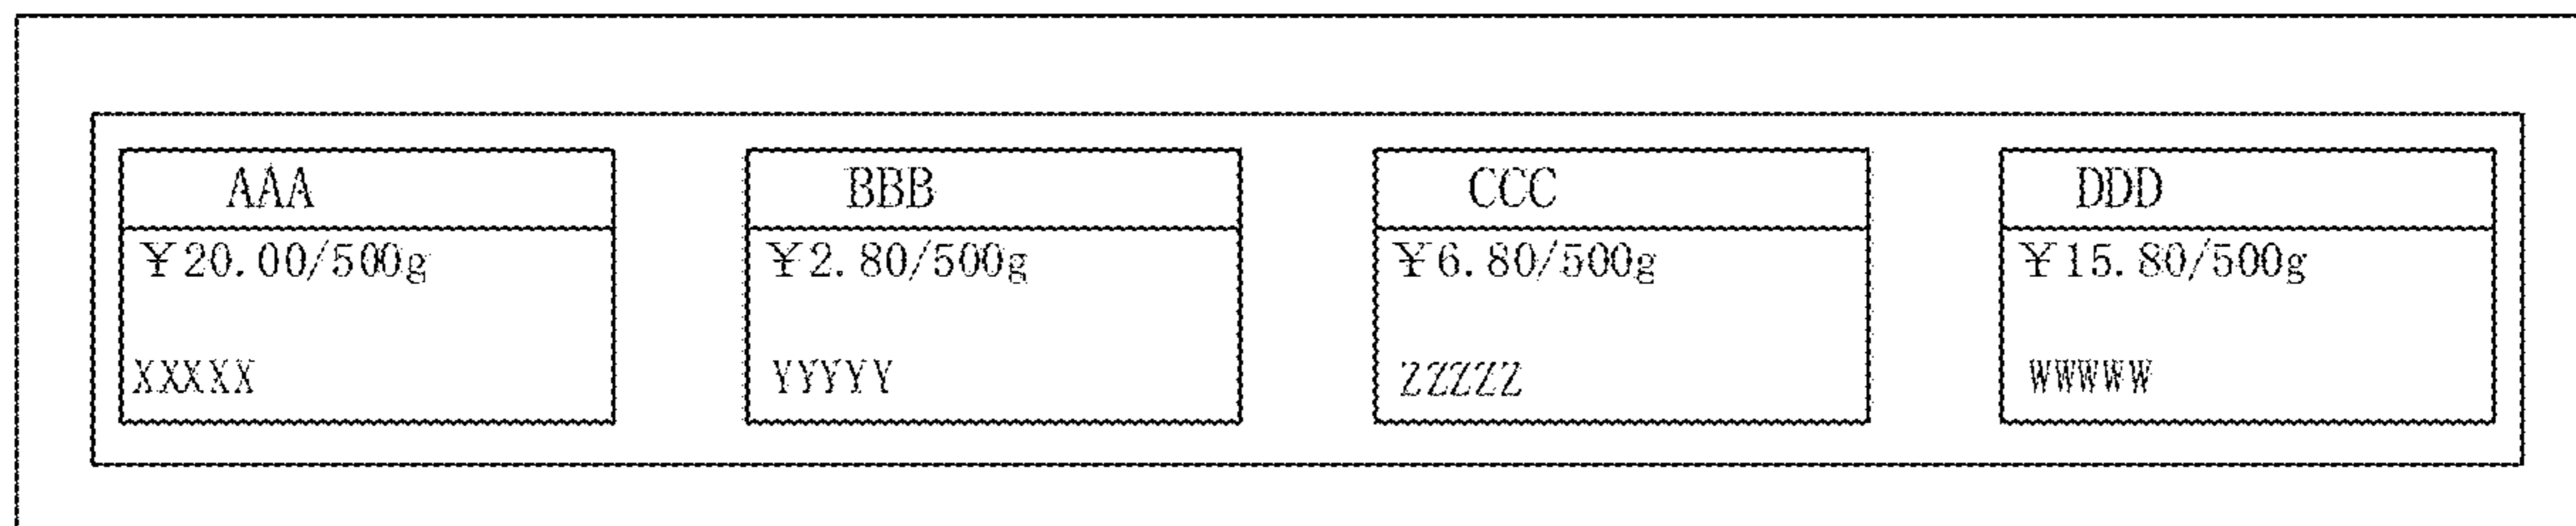 AAA
¥20.00/500g
XXXXX
BBB
¥2.80/500g
YYYYY
CCC
¥6.80/500g
ZZZZZ
DDD
¥15.80/500g
WWWWW